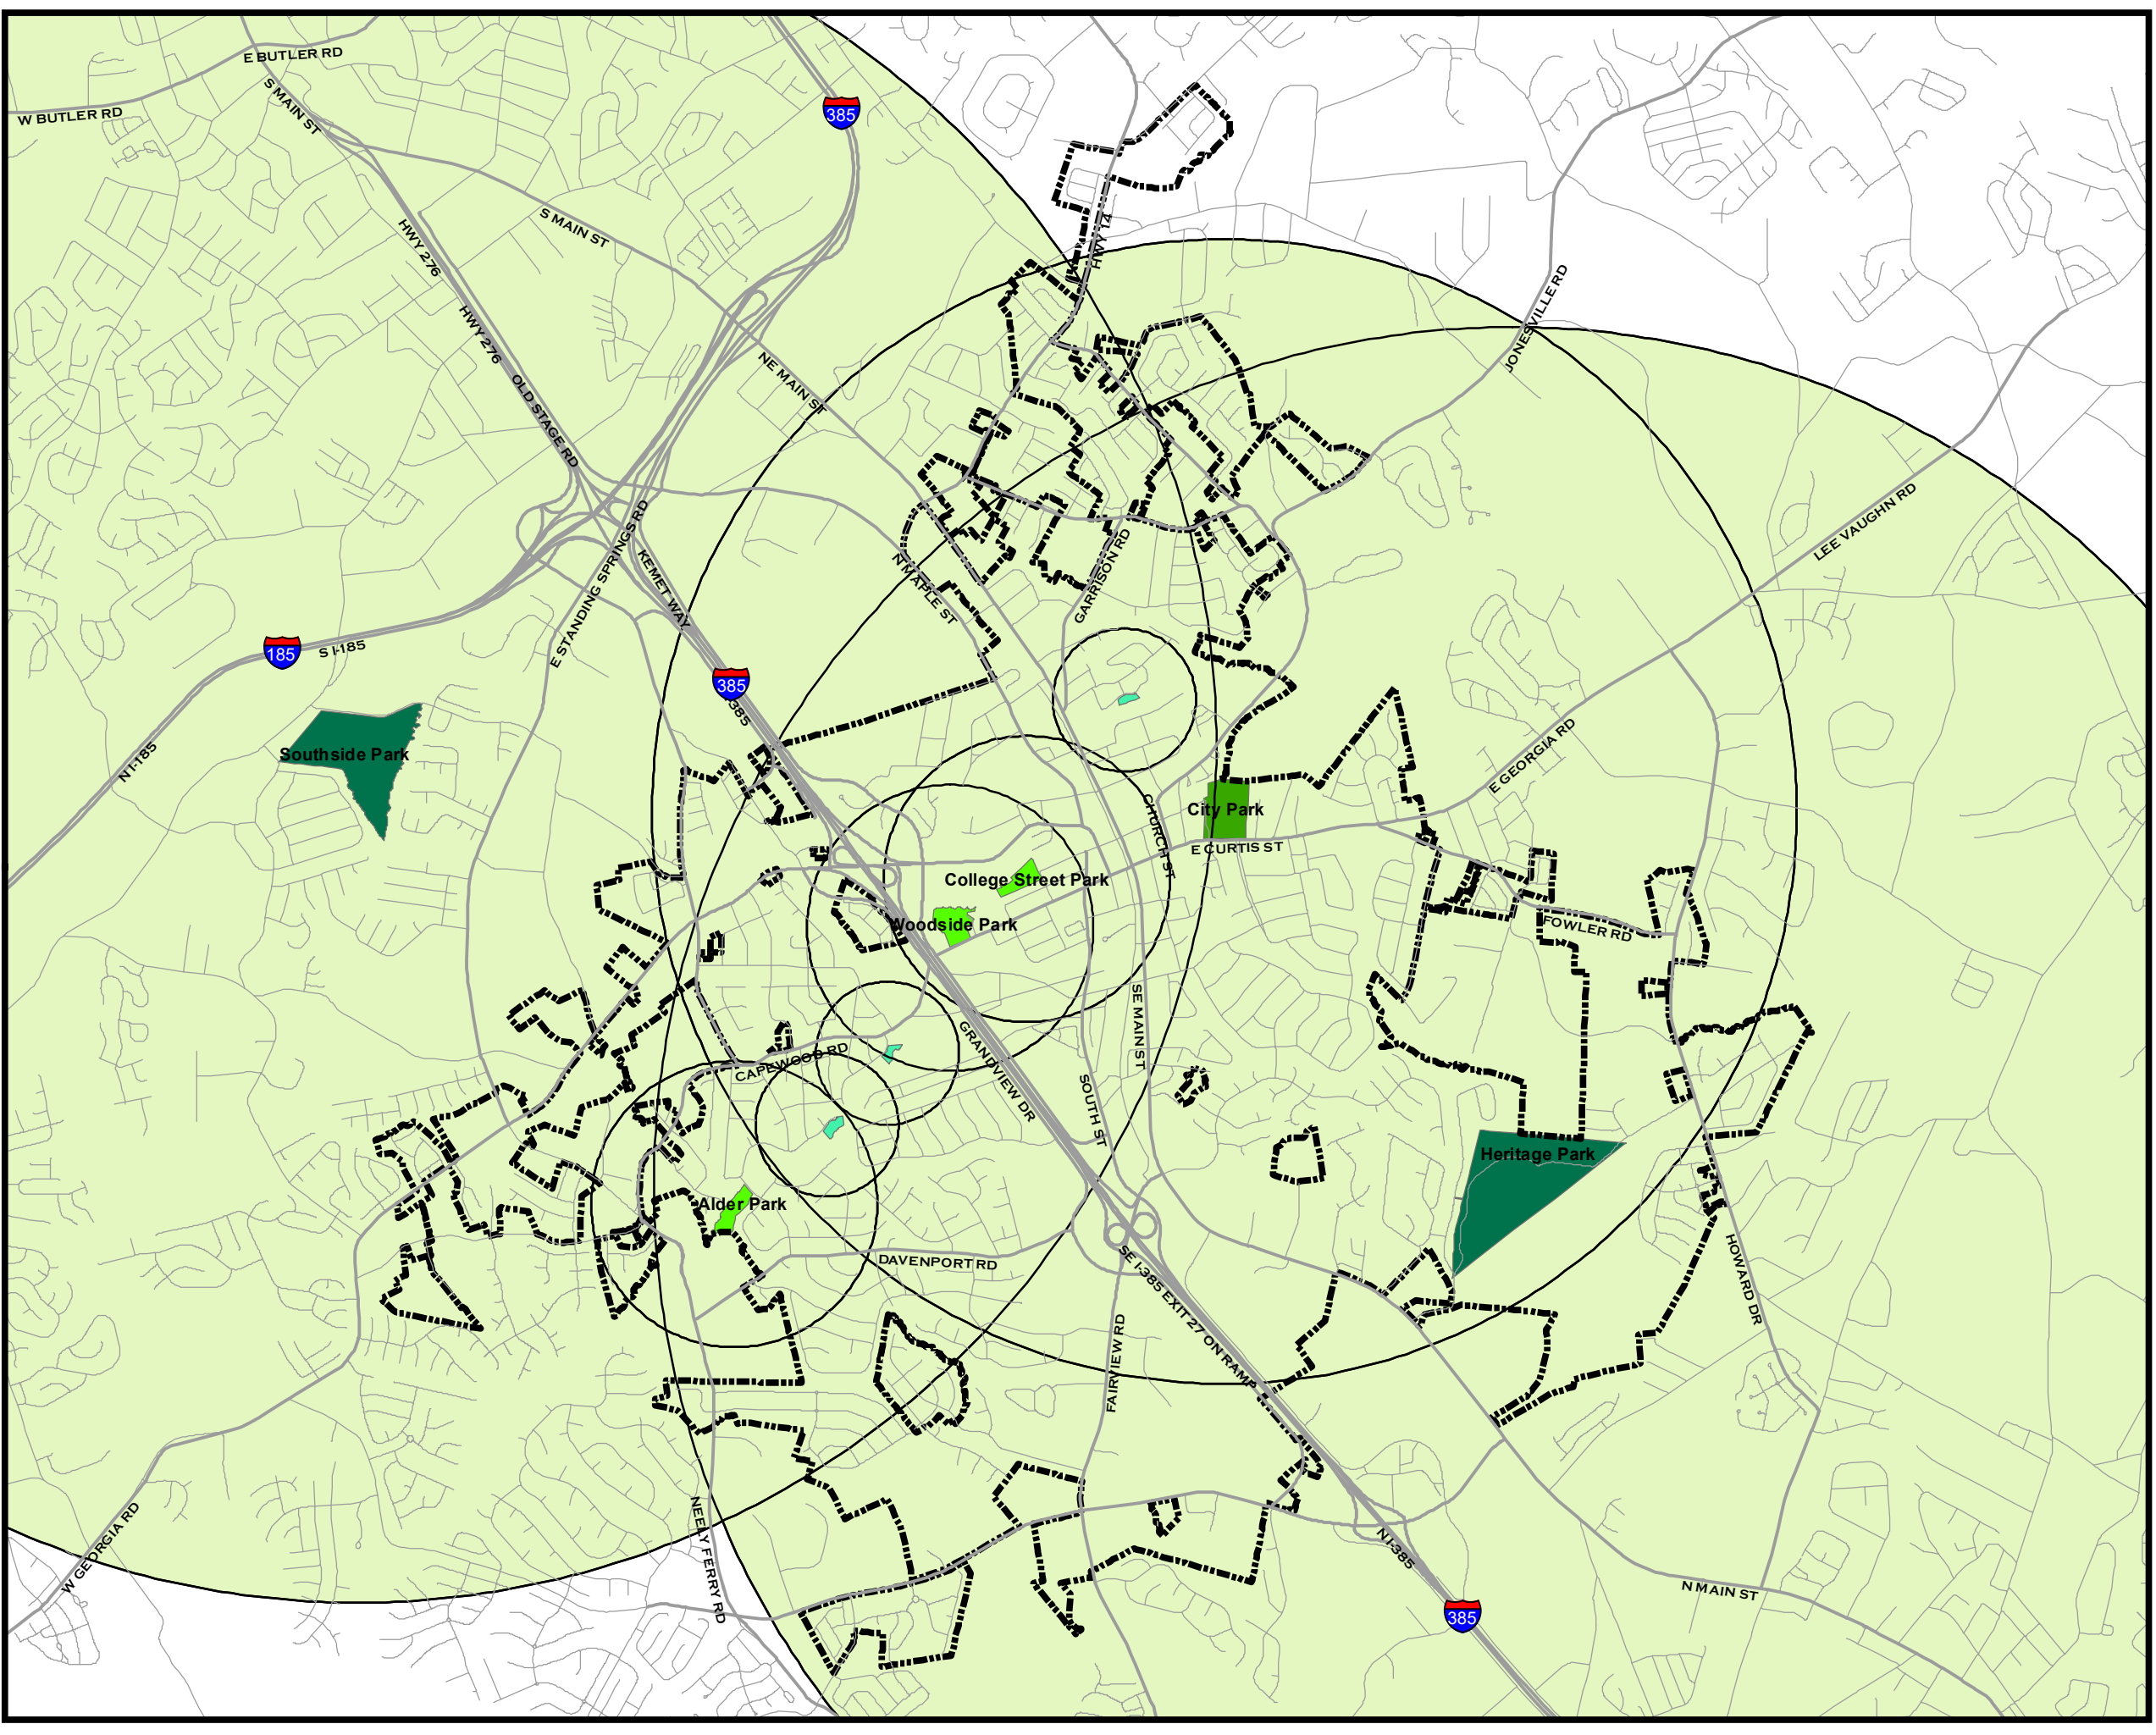 E BUTLER RD
W BUTLER RD
S MAIN ST
385
HWY 276
S MAIN ST
HWY 14
HWY 276
JONESVILLE RD
NE MAIN ST
OLD STAGE RD
LEE VAUGHN RD
E STANDING SPRINGS RD
KEMET WAY
N MAPLE ST
GARRISON RD
185
S I-185
385
I-385
N I-185
Southside Park
E GEORGIA RD
City Park
CHURCH ST
E CURTIS ST
College Street Park
Woodside Park
FOWLER RD
SE MAIN ST
GRANDVIEW DR
CAPEWOOD RD
SOUTH ST
Heritage Park
Alder Park
DAVENPORT RD
SE I-385 EXIT 27 ON RAMP
HOWARD DR
FAIRVIEW RD
W GEORGIA RD
NEELY FERRY RD
N I-385
N MAIN ST
385